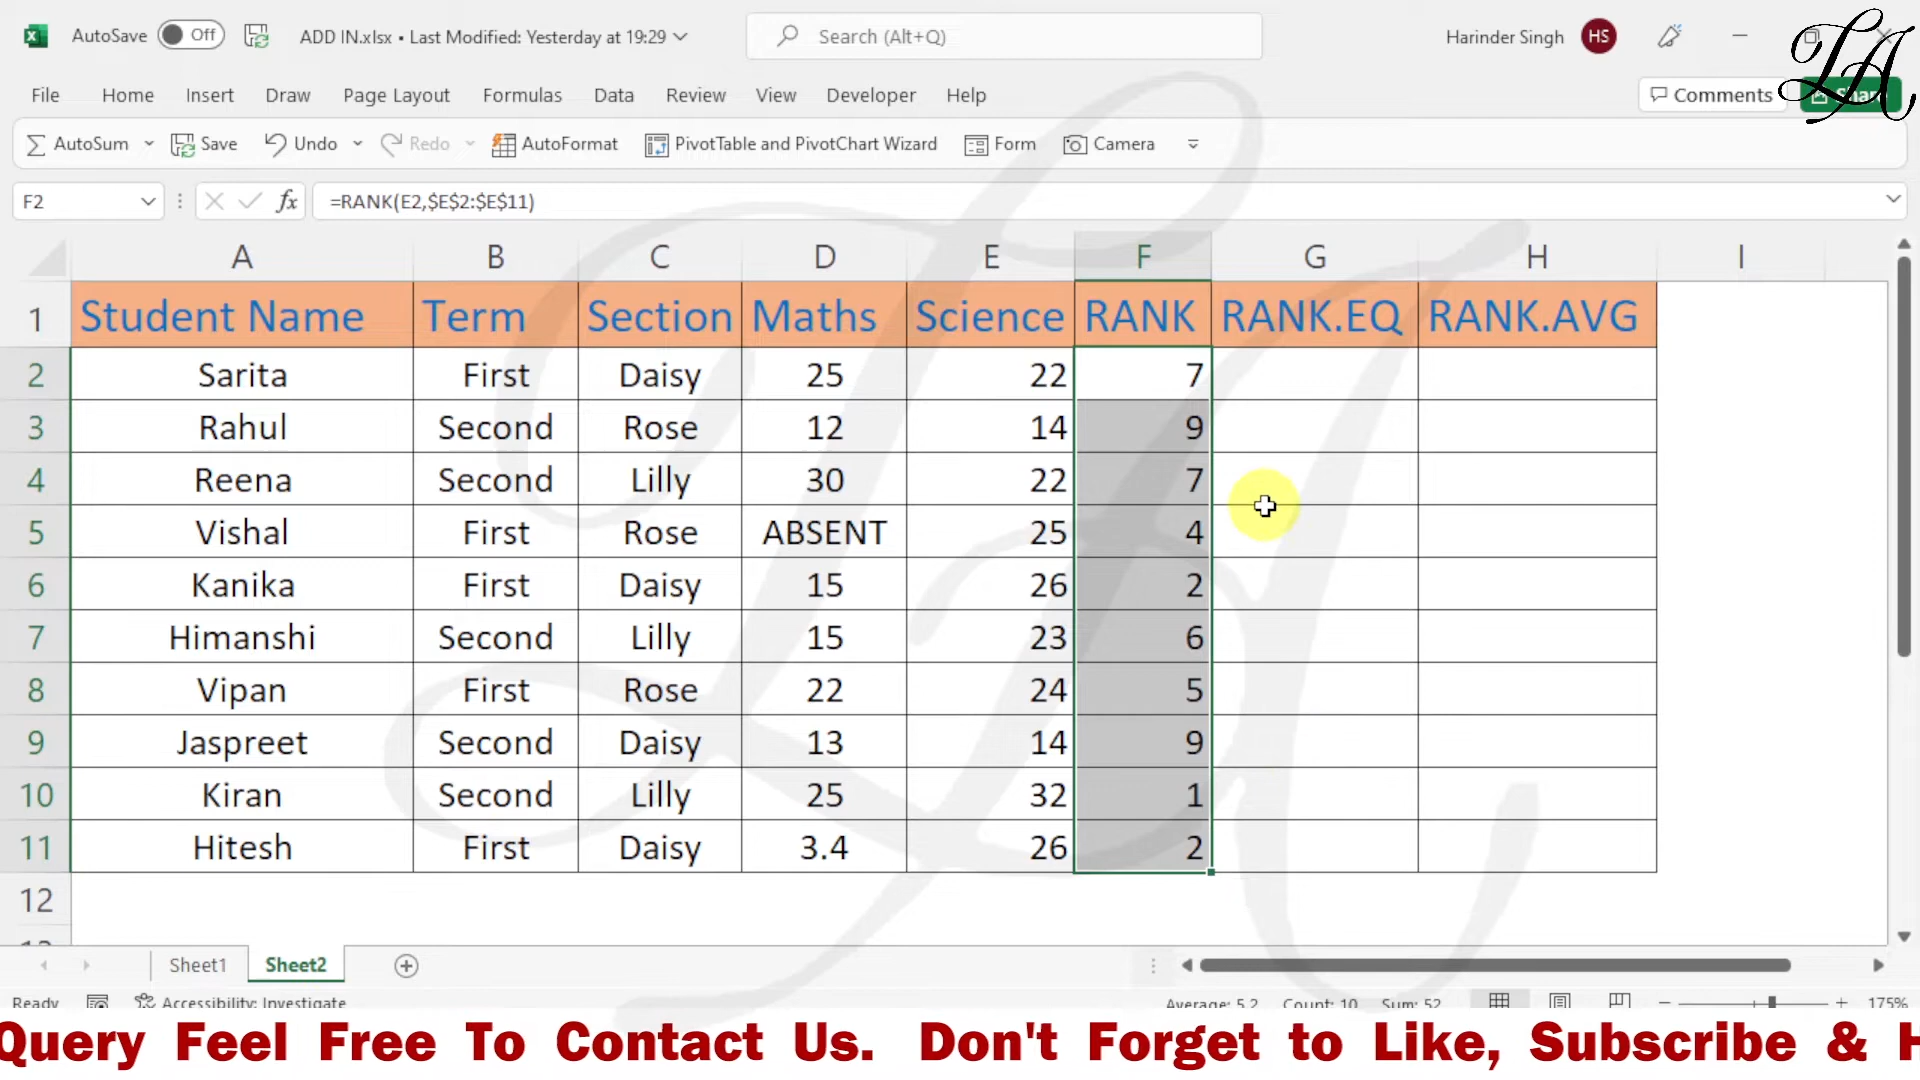 AutoSave Off ADD IN.xlsx • Last Modified: Yesterday at 19:29 Search (Alt+Q) Harinder Singh HS
File Home Insert Draw Page Layout Formulas Data Review View Developer Help Comments
AutoSum Save Undo Redo AutoFormat PivotTable and PivotChart Wizard Form Camera
F2 fx =RANK(E2,$E$2:$E$11)
A B C D E F G H I
1 Student Name Term Section Maths Science RANK RANK.EQ RANK.AVG
2 Sarita First Daisy 25 22 7
3 Rahul Second Rose 12 14 9
4 Reena Second Lilly 30 22 7
5 Vishal First Rose ABSENT 25 4
6 Kanika First Daisy 15 26 2
7 Himanshi Second Lilly 15 23 6
8 Vipan First Rose 22 24 5
9 Jaspreet Second Daisy 13 14 9
10 Kiran Second Lilly 25 32 1
11 Hitesh First Daisy 3.4 26 2
12
Sheet1 Sheet2
Ready Accessibility: Investigate Average: 5.2 Count: 10 Sum: 52 175%
Query Feel Free To Contact Us. Don't Forget to Like, Subscribe & H